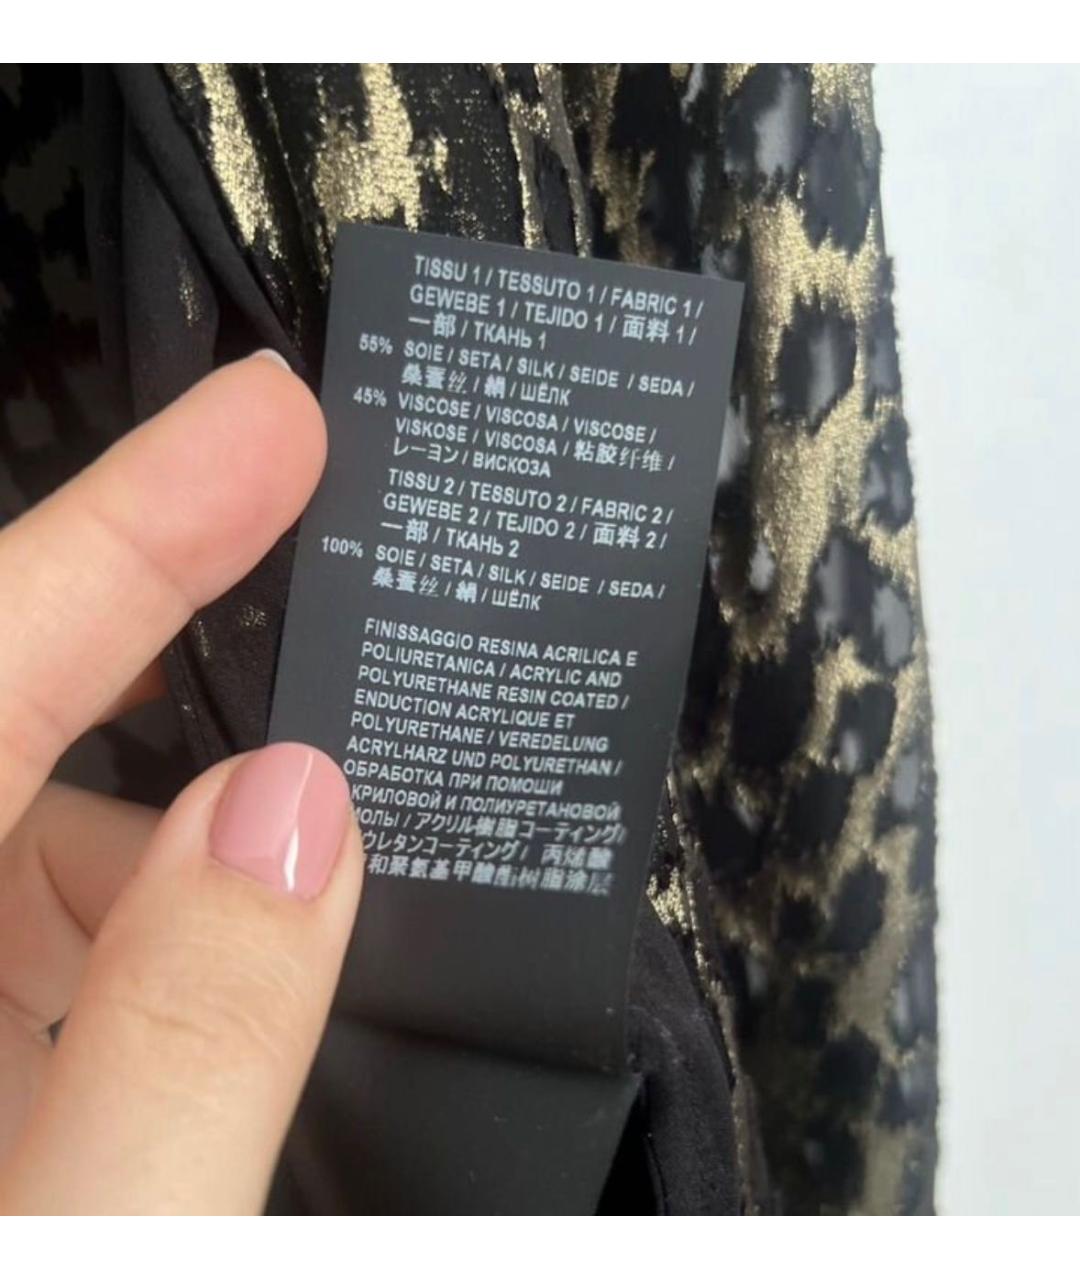 TISSU 1 / TESSUTO 1 / FABRIC 1 /
GEWEBE 1 / TEJIDO 1 / 面料 1 /
一部 / ТКАНЬ 1
55% SOIE / SETA / SILK / SEIDE / SEDA /
桑蚕丝 / 絹 / ШЁЛК
45% VISCOSE / VISCOSA / VISCOSE /
VISKOSE / VISCOSA / 粘胶纤维 /
レーヨン / ВИСКОЗА
TISSU 2 / TESSUTO 2 / FABRIC 2 /
GEWEBE 2 / TEJIDO 2 / 面料 2 /
一部 / ТКАНЬ 2
100% SOIE / SETA / SILK / SEIDE / SEDA /
桑蚕丝 / 絹 / ШЁЛК
FINISSAGGIO RESINA ACRILICA E
POLIURETANICA / ACRYLIC AND
POLYURETHANE RESIN COATED /
ENDUCTION ACRYLIQUE ET
POLYURETHANE / VEREDELUNG
ACRYLHARZ UND POLYURETHAN /
ОБРАБОТКА ПРИ ПОМОШИ
КРИЛОВОЙ И ПОЛИУРЕТАНОВОЙ
МОЛЫ / アクリル樹脂コーティング/
ウレタンコーティング / 丙烯酸
和聚氨基甲酸酯树脂涂层